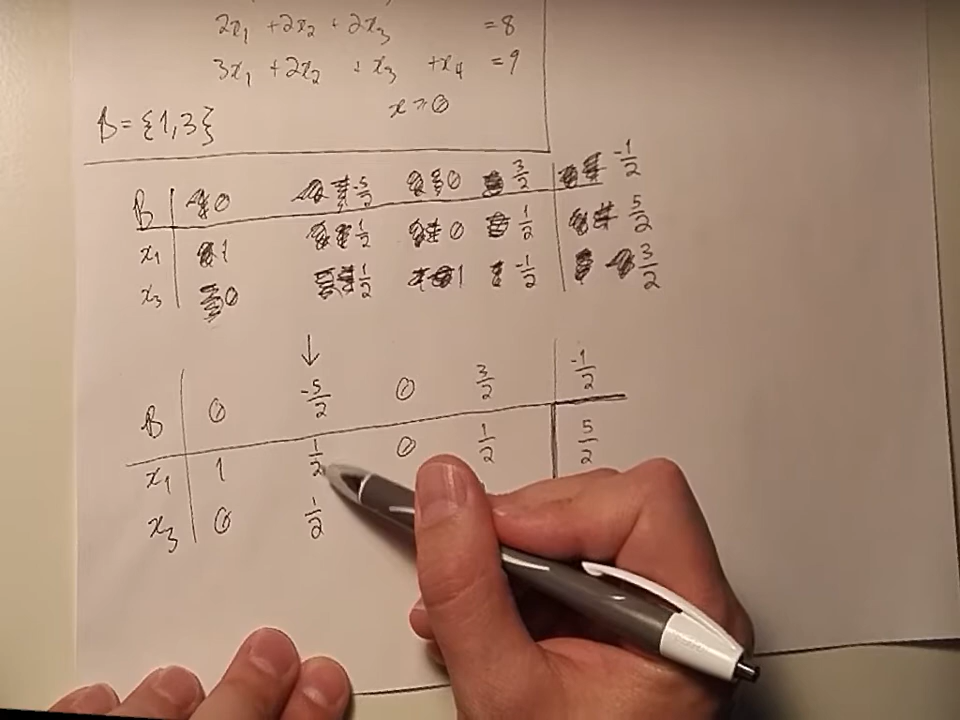 2x₁ + 2x₂ + 2x₃ = 8
3x₁ + 2x₂ + x₃ + x₄ = 9
B = {1,3} x ≥ 0
B 0 -5/2 0 3/2 -1/2
x₁ 1 1/2 0 1/2 5/2
x₃ 0 1/2 1 -1/2 3/2
↓
B 0 -5/2 0 3/2 -1/2
x₁ 1 1/2 0 1/2 5/2
x₃ 0 1/2